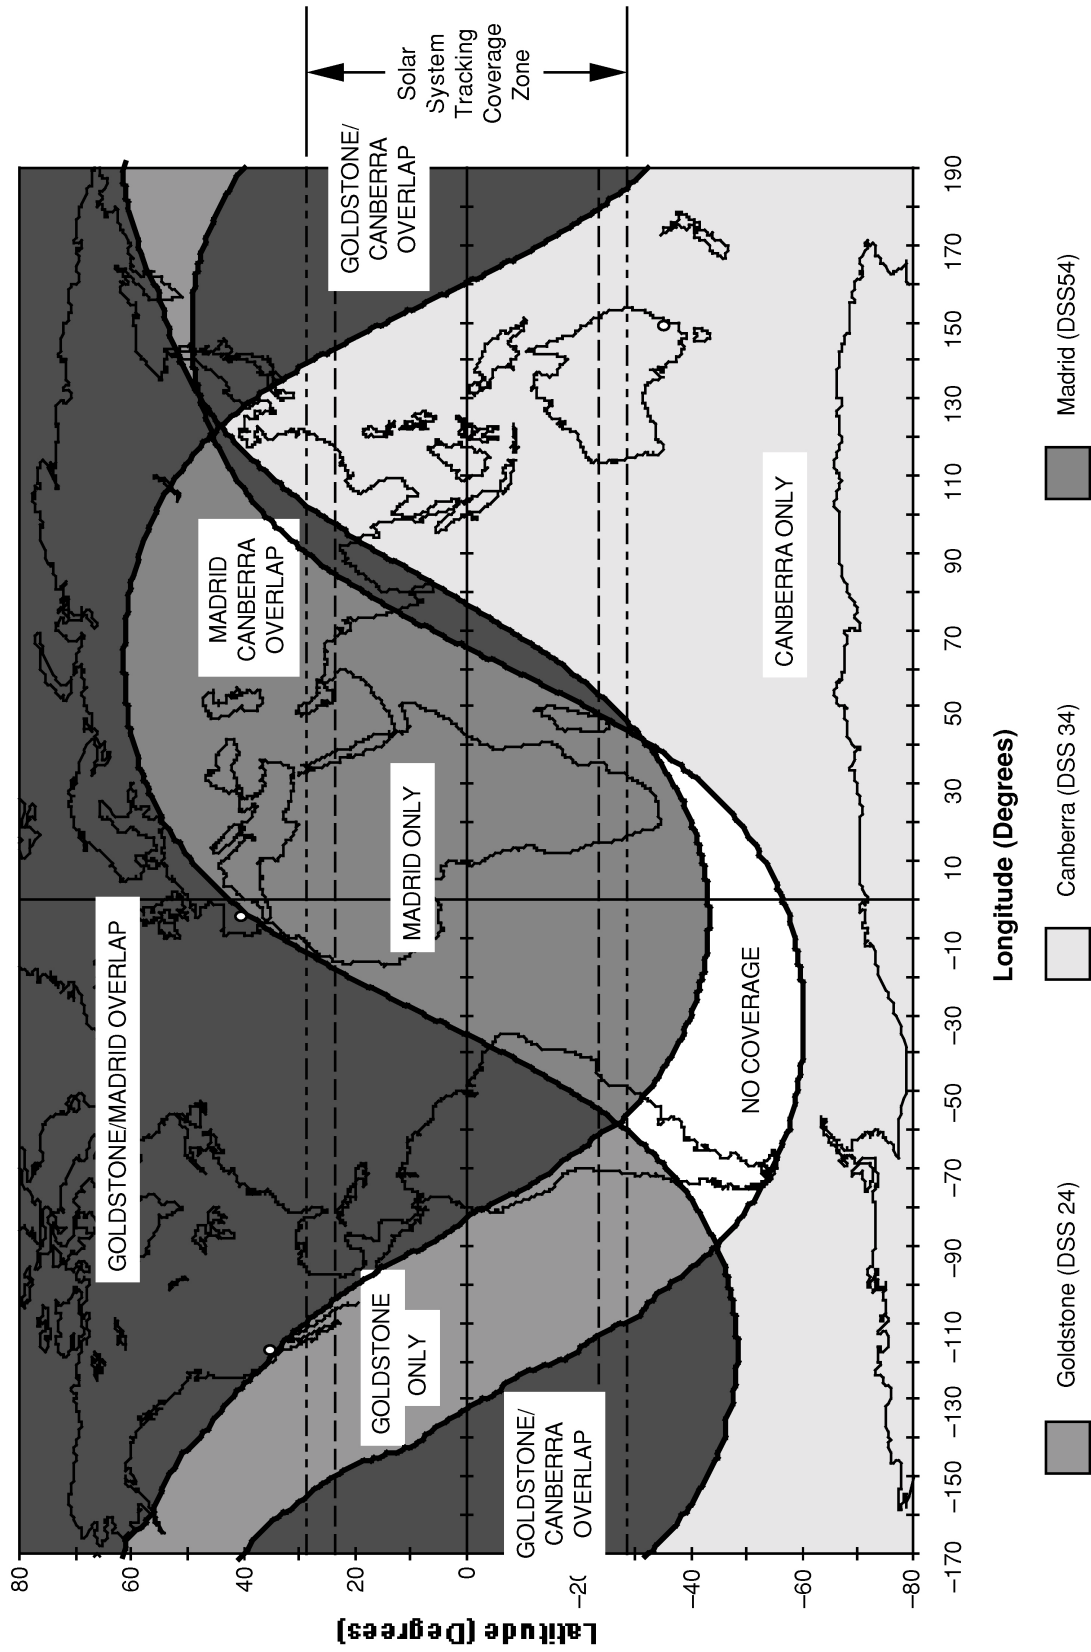 Solar
System
Tracking
Coverage
Zone
GOLDSTONE/MADRID OVERLAP
MADRID
CANBERRA
OVERLAP
GOLDSTONE/
CANBERRA
OVERLAP
GOLDSTONE
ONLY
MADRID ONLY
GOLDSTONE/
CANBERRA
OVERLAP
NO COVERAGE
CANBERRA ONLY
Latitude (Degrees)
80
60
40
20
0
–40
–60
–80
–170
–150
–130
–110
–90
–70
–50
–30
–10
10
30
50
70
90
110
130
150
170
190
Longitude (Degrees)
Goldstone (DSS 24)
Canberra (DSS 34)
Madrid (DSS54)